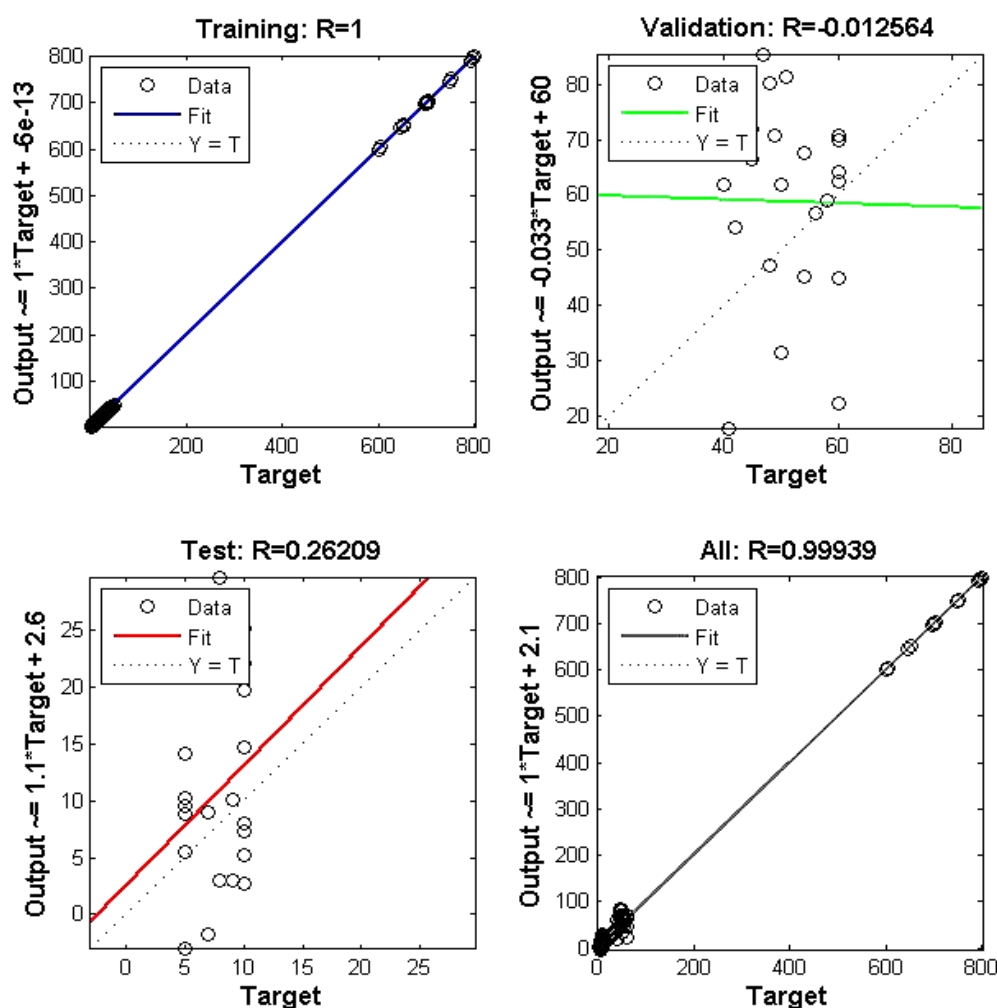 Training: R=1
Data
Fit
Y = T
800
700
600
500
400
300
200
100
200 400 600 800
Target
Output ~= 1*Target + -6e-13
Validation: R=-0.012564
Data
Fit
Y = T
80
70
60
50
40
30
20
20 40 60 80
Target
Output ~= -0.033*Target + 60
Test: R=0.26209
Data
Fit
Y = T
25
20
15
10
5
0
0 5 10 15 20 25
Target
Output ~= 1.1*Target + 2.6
All: R=0.99939
Data
Fit
Y = T
800
700
600
500
400
300
200
100
0
0 200 400 600 800
Target
Output ~= 1*Target + 2.1